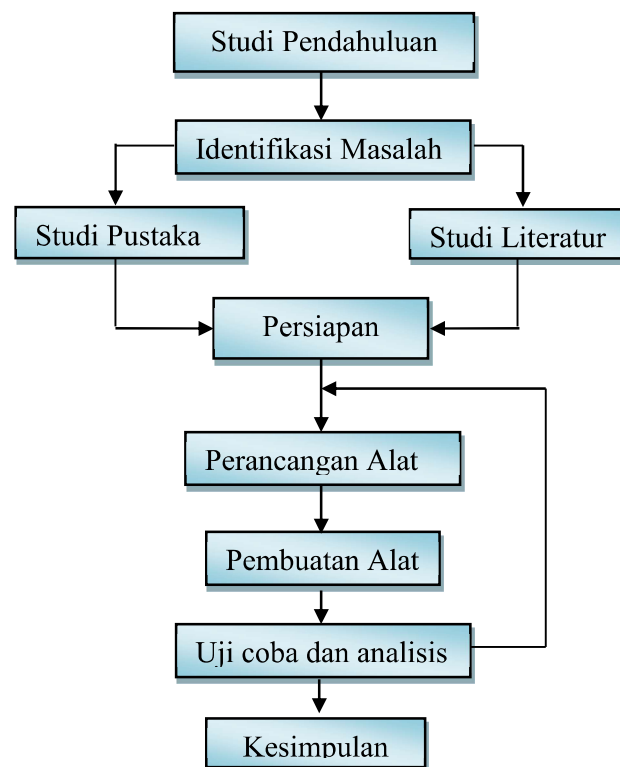 Studi Pendahuluan
Identifikasi Masalah
Studi Pustaka
Studi Literatur
Persiapan
Perancangan Alat
Pembuatan Alat
Uji coba dan analisis
Kesimpulan